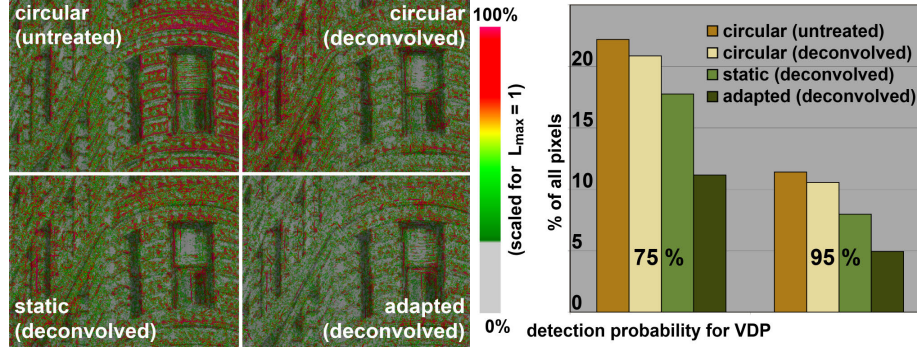 circular
(untreated)
circular
(deconvolved)
static
(deconvolved)
adapted
(deconvolved)
100%
(scaled for Lmax = 1)
0%
% of all pixels
20
15
10
5
0
circular (untreated)
circular (deconvolved)
static (deconvolved)
adapted (deconvolved)
75 %
95 %
detection probability for VDP